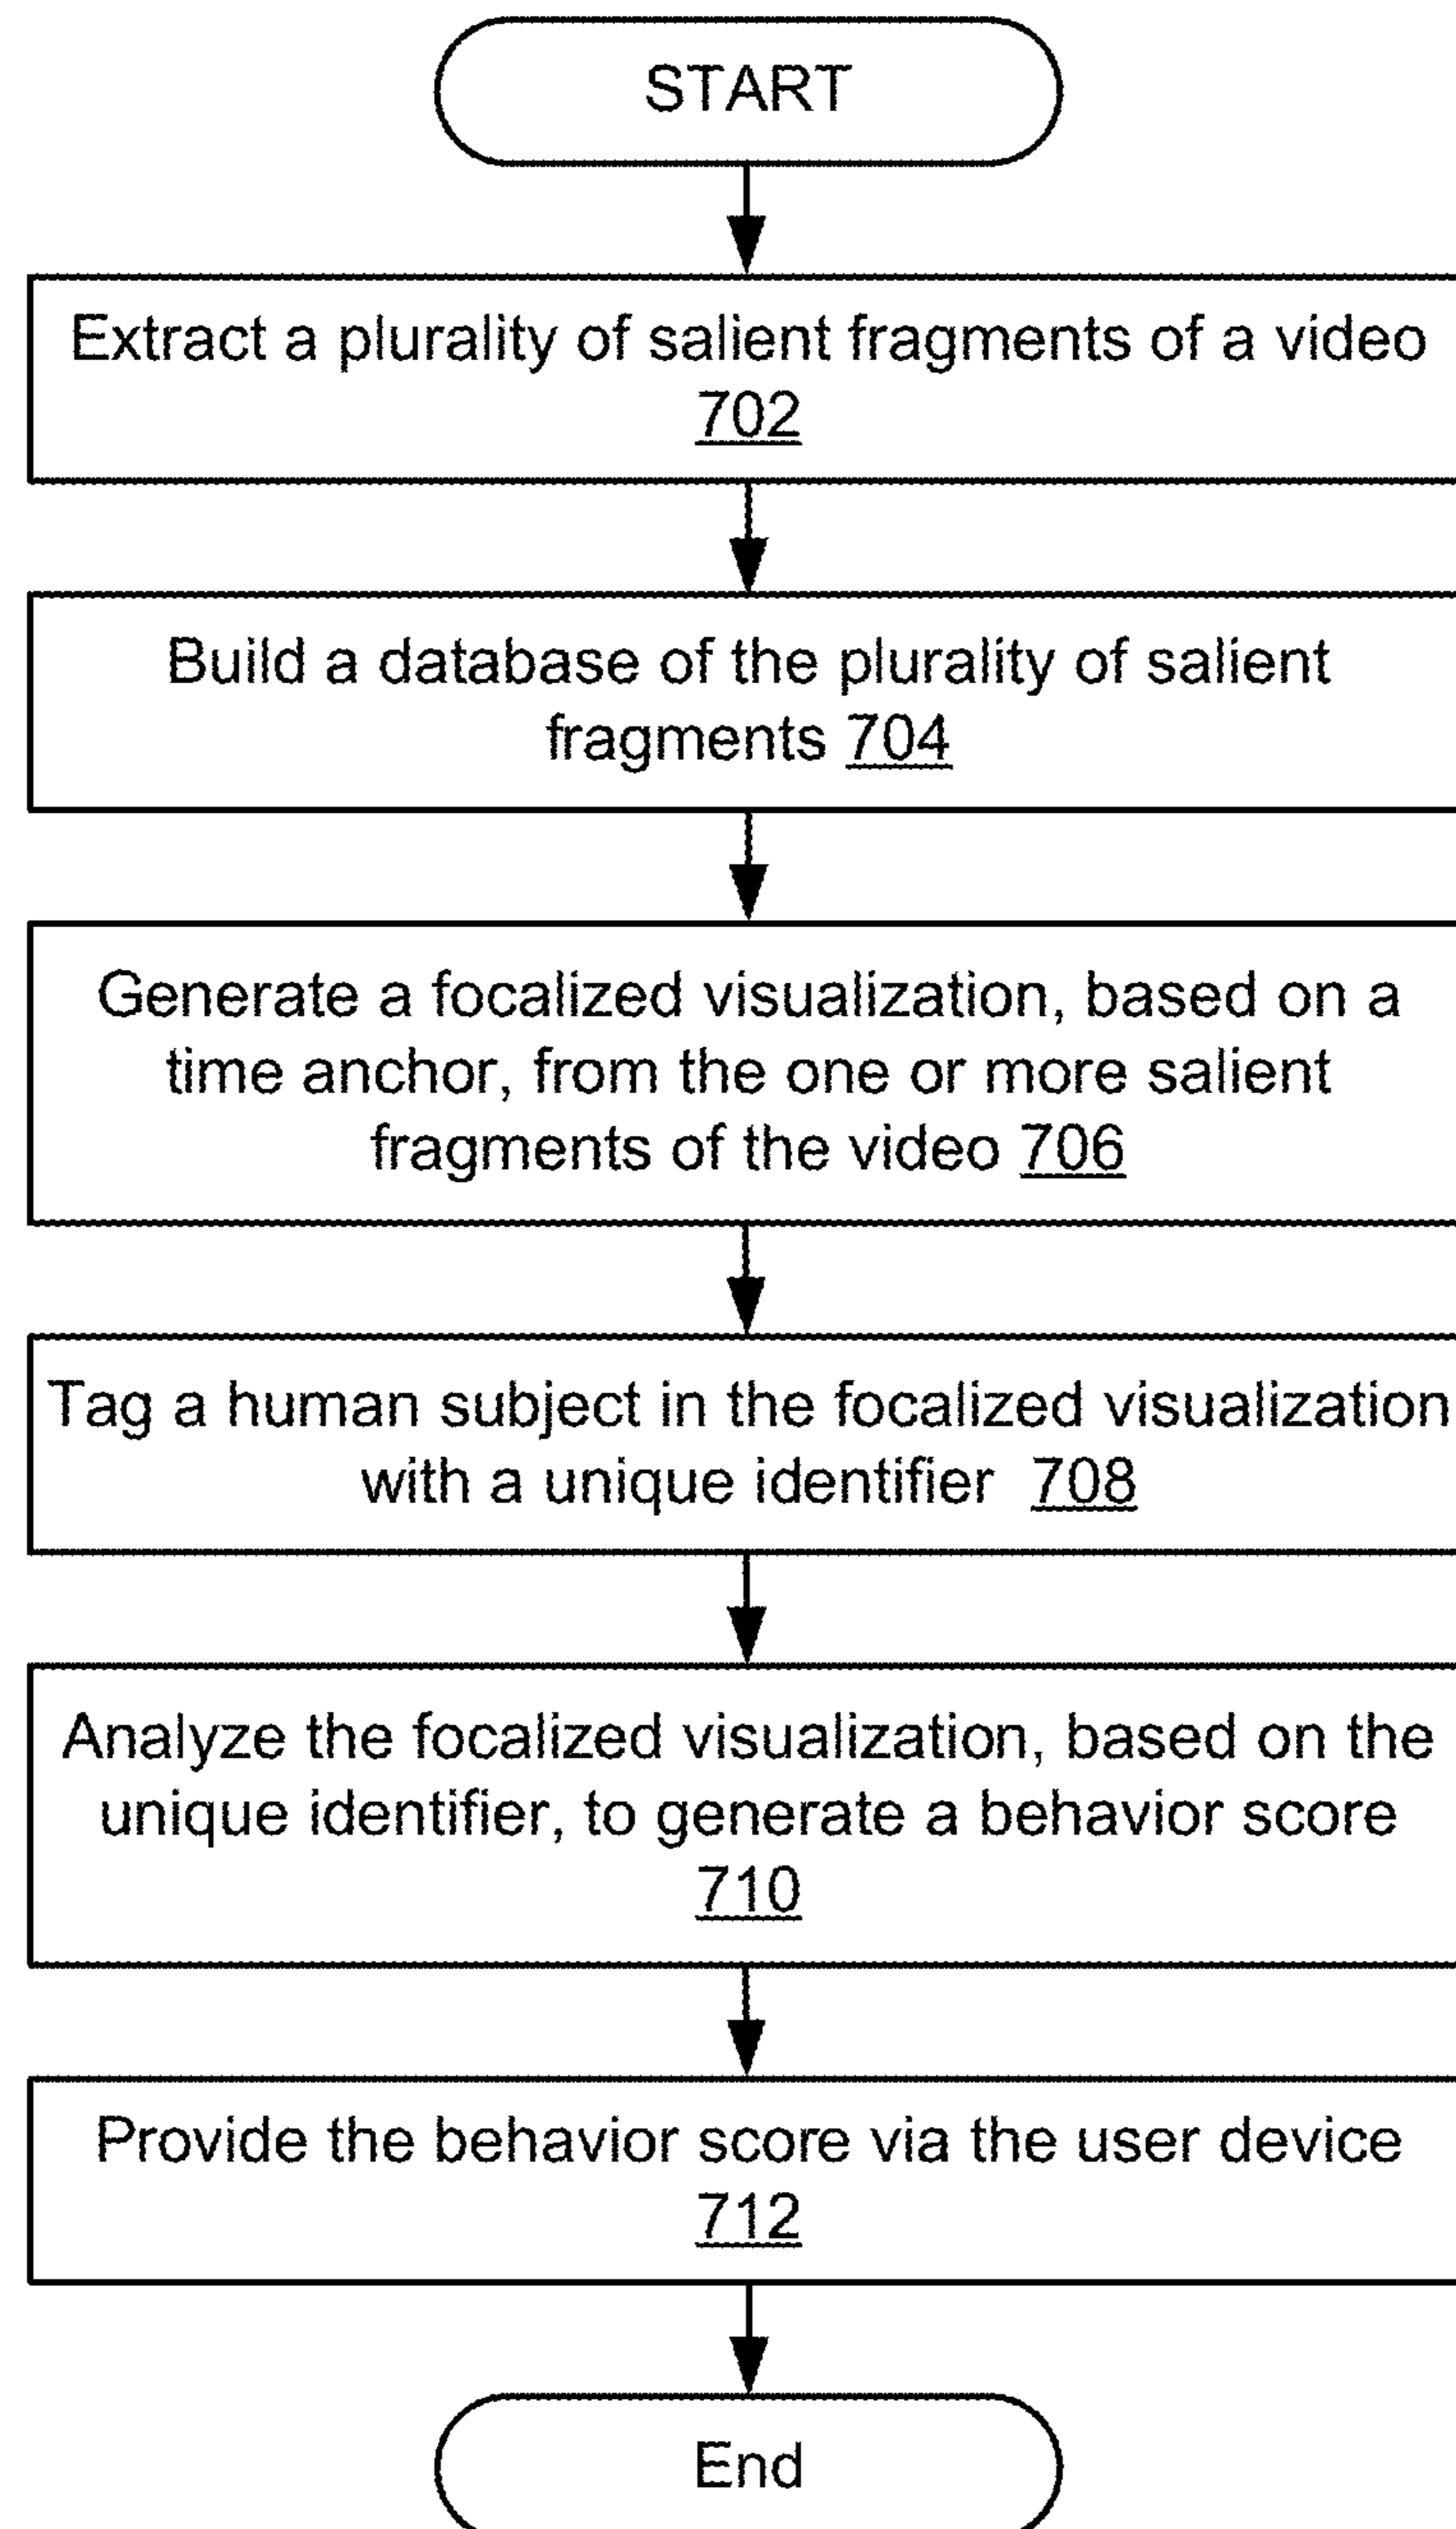 START
Extract a plurality of salient fragments of a video
702
Build a database of the plurality of salient
fragments 704
Generate a focalized visualization, based on a
time anchor, from the one or more salient
fragments of the video 706
Tag a human subject in the focalized visualization
with a unique identifier 708
Analyze the focalized visualization, based on the
unique identifier, to generate a behavior score
710
Provide the behavior score via the user device
712
End